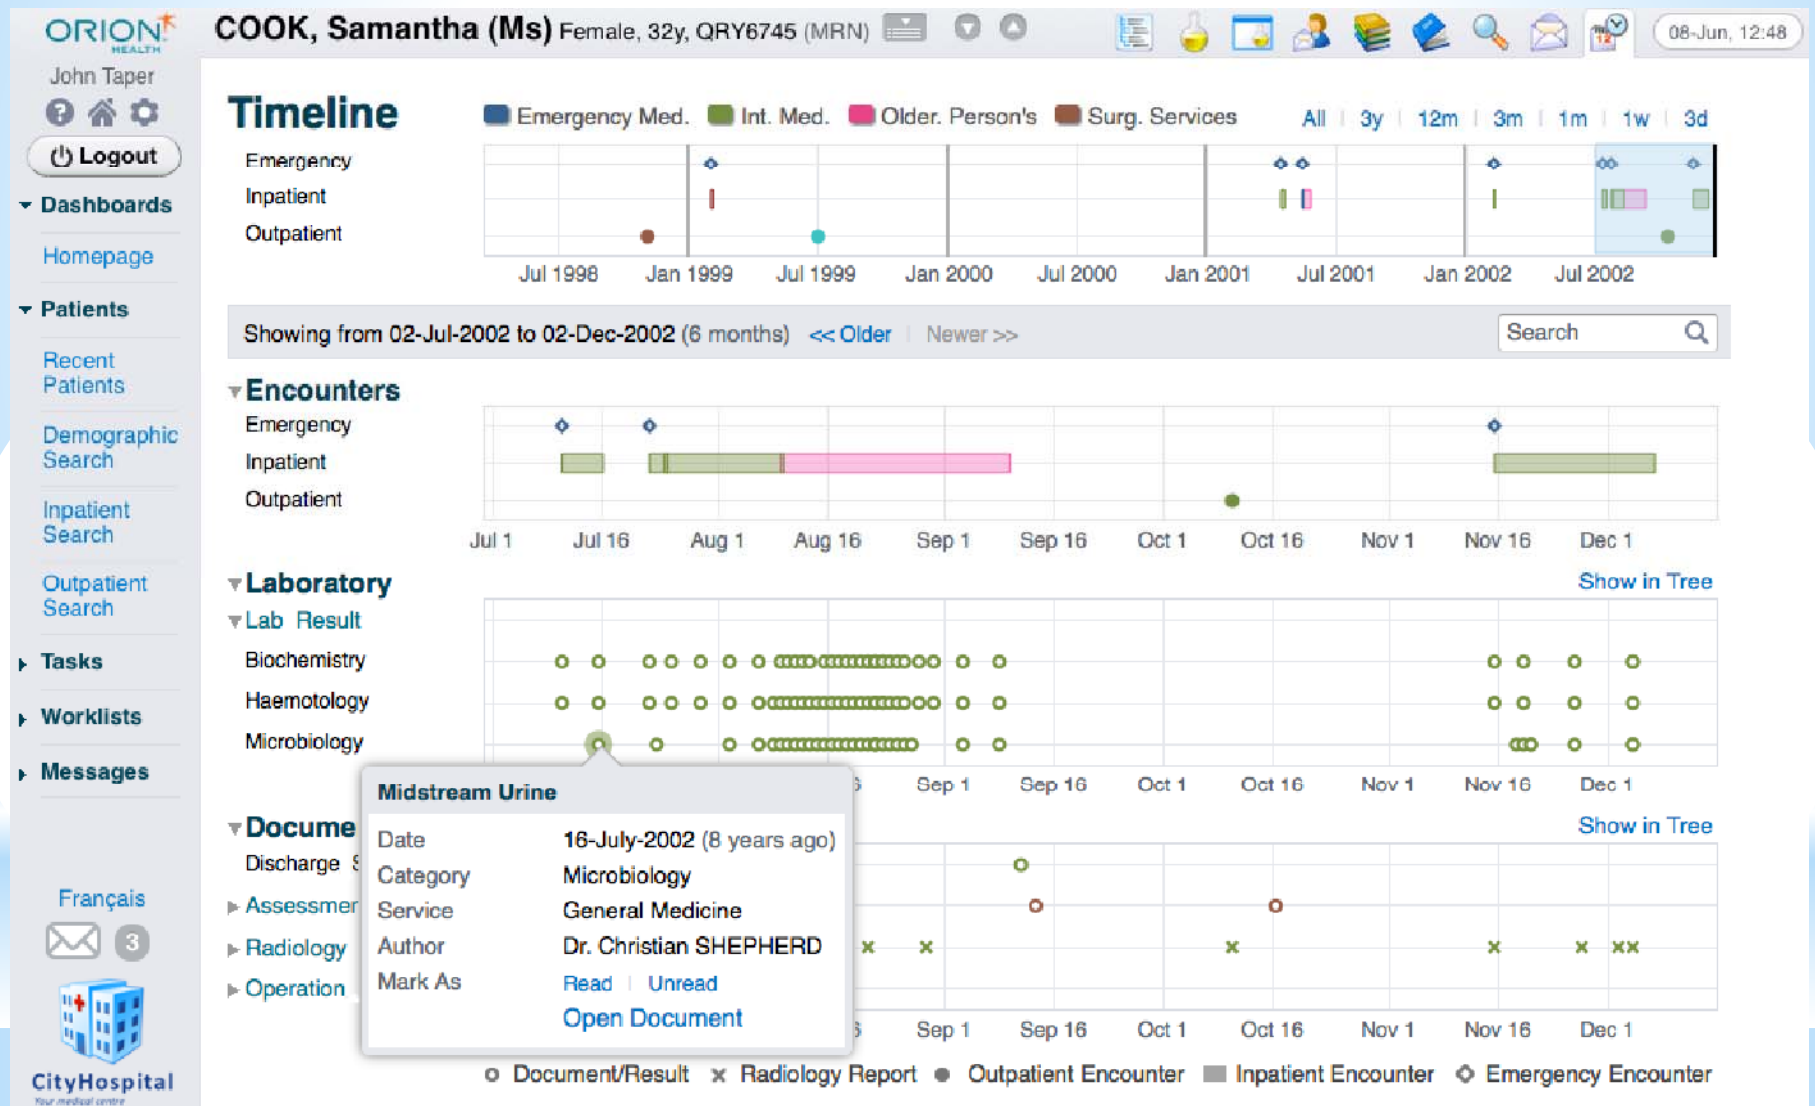 ORION
HEALTH
COOK, Samantha (Ms) Female, 32y, QRY6745 (MRN)
08-Jun, 12:48
John Taper
Logout
Dashboards
Homepage
Patients
Recent
Patients
Demographic
Search
Inpatient
Search
Outpatient
Search
Tasks
Worklists
Messages
Français
3
CityHospital
Your medical centre
Timeline
Emergency Med. Int. Med. Older. Person's Surg. Services
All 3y 12m 3m 1m 1w 3d
Emergency
Inpatient
Outpatient
Jul 1998 Jan 1999 Jul 1999 Jan 2000 Jul 2000 Jan 2001 Jul 2001 Jan 2002 Jul 2002
Showing from 02-Jul-2002 to 02-Dec-2002 (6 months) << Older Newer >>
Search
Encounters
Emergency
Inpatient
Outpatient
Jul 1 Jul 16 Aug 1 Aug 16 Sep 1 Sep 16 Oct 1 Oct 16 Nov 1 Nov 16 Dec 1
Laboratory
Show in Tree
Lab Result
Biochemistry
Haemotology
Microbiology
6 Sep 1 Sep 16 Oct 1 Oct 16 Nov 1 Nov 16 Dec 1
Docume
Show in Tree
Discharge S
Assessmer
Radiology
Operation
Midstream Urine
Date 16-July-2002 (8 years ago)
Category Microbiology
Service General Medicine
Author Dr. Christian SHEPHERD
Mark As Read Unread
Open Document
6 Sep 1 Sep 16 Oct 1 Oct 16 Nov 1 Nov 16 Dec 1
Document/Result Radiology Report Outpatient Encounter Inpatient Encounter Emergency Encounter